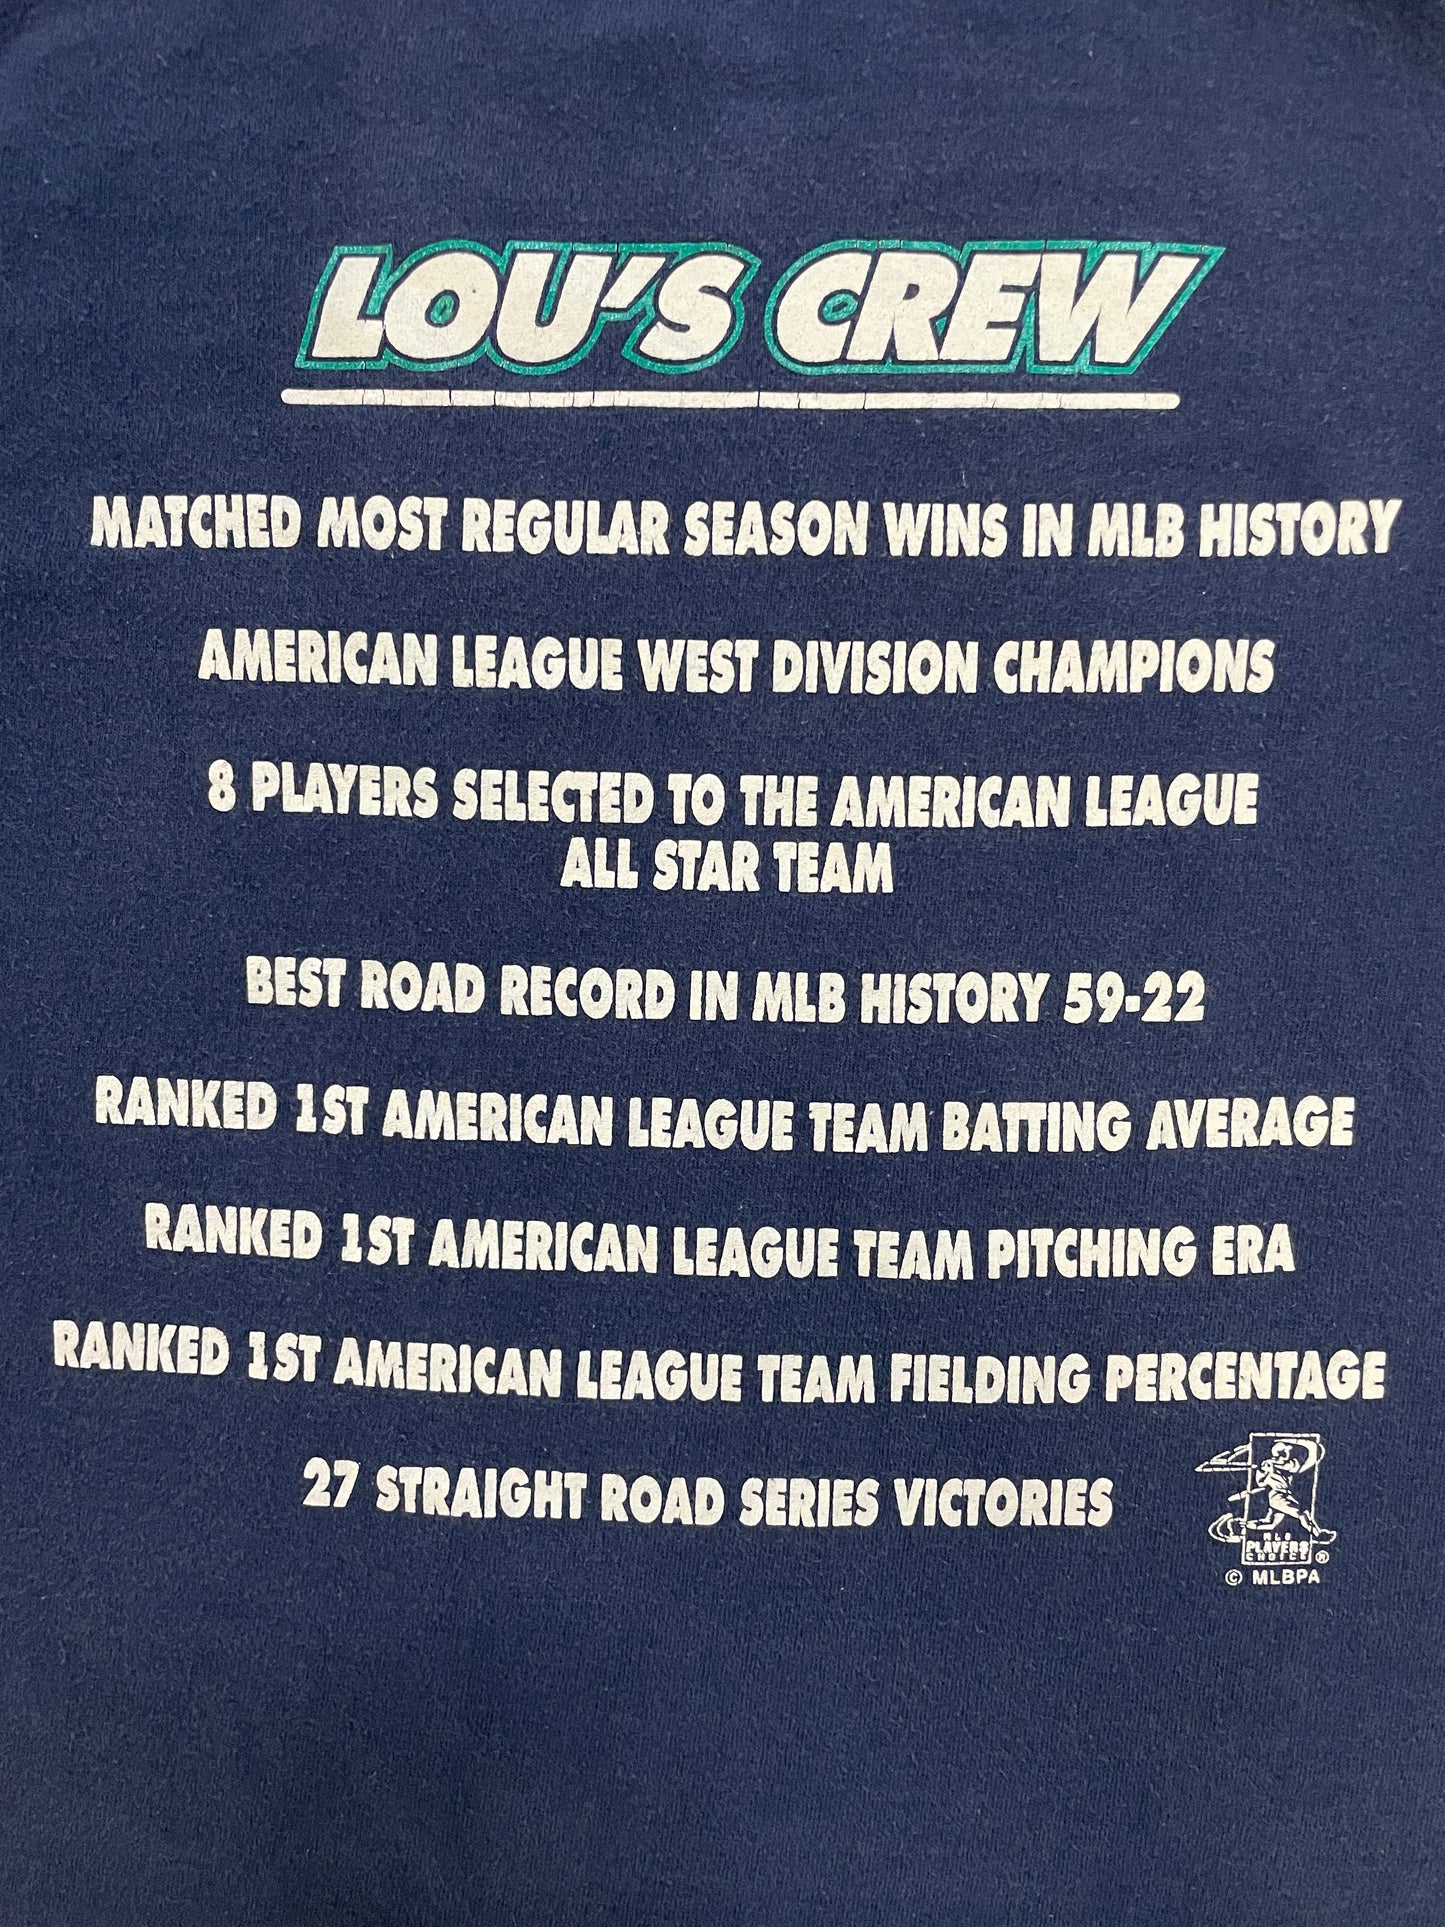 LOU'S CREW
MATCHED MOST REGULAR SEASON WINS IN MLB HISTORY
AMERICAN LEAGUE WEST DIVISION CHAMPIONS
8 PLAYERS SELECTED TO THE AMERICAN LEAGUE
ALL STAR TEAM
BEST ROAD RECORD IN MLB HISTORY 59-22
RANKED 1ST AMERICAN LEAGUE TEAM BATTING AVERAGE
RANKED 1ST AMERICAN LEAGUE TEAM PITCHING ERA
RANKED 1ST AMERICAN LEAGUE TEAM FIELDING PERCENTAGE
27 STRAIGHT ROAD SERIES VICTORIES
MLB
PLAYERS
CHOICE ®
© MLBPA